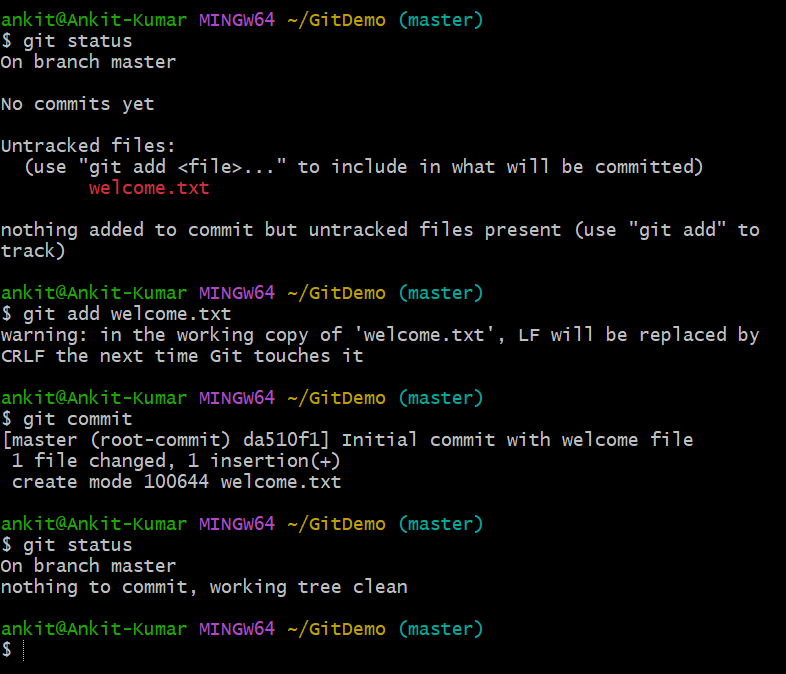 ankit@Ankit-Kumar MINGW64 ~/GitDemo (master)
$ git status
On branch master
No commits yet
Untracked files:
  (use "git add <file>..." to include in what will be committed)
        welcome.txt
nothing added to commit but untracked files present (use "git add" to
track)
ankit@Ankit-Kumar MINGW64 ~/GitDemo (master)
$ git add welcome.txt
warning: in the working copy of 'welcome.txt', LF will be replaced by
CRLF the next time Git touches it
ankit@Ankit-Kumar MINGW64 ~/GitDemo (master)
$ git commit
[master (root-commit) da510f1] Initial commit with welcome file
 1 file changed, 1 insertion(+)
 create mode 100644 welcome.txt
ankit@Ankit-Kumar MINGW64 ~/GitDemo (master)
$ git status
On branch master
nothing to commit, working tree clean
ankit@Ankit-Kumar MINGW64 ~/GitDemo (master)
$